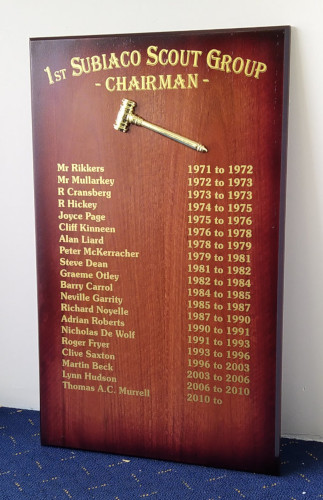 1st Subiaco Scout Group
- CHAIRMAN -
Mr Rikkers 1971 to 1972
Mr Mullarkey 1972 to 1973
R Cransberg 1973 to 1973
R Hickey 1974 to 1975
Joyce Page 1975 to 1976
Cliff Kinneen 1976 to 1978
Alan Liard 1978 to 1979
Peter McKerracher 1979 to 1981
Steve Dean 1981 to 1982
Graeme Otley 1982 to 1984
Barry Carrol 1984 to 1985
Neville Garrity 1985 to 1987
Richard Noyelle 1987 to 1990
Adrian Roberts 1990 to 1991
Nicholas De Wolf 1991 to 1993
Roger Fryer 1993 to 1996
Clive Saxton 1996 to 2003
Martin Beck 2003 to 2006
Lynn Hudson 2006 to 2010
Thomas A.C. Murrell 2010 to